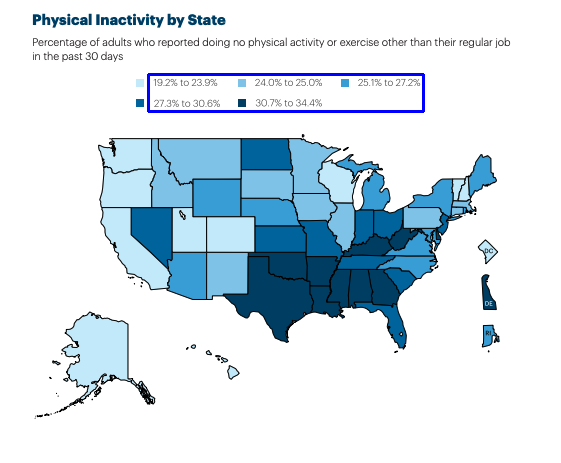 Physical Inactivity by State
Percentage of adults who reported doing no physical activity or exercise other than their regular job
in the past 30 days
19.2% to 23.9% 24.0% to 25.0% 25.1% to 27.2%
27.3% to 30.6% 30.7% to 34.4%
DC
DE
RI